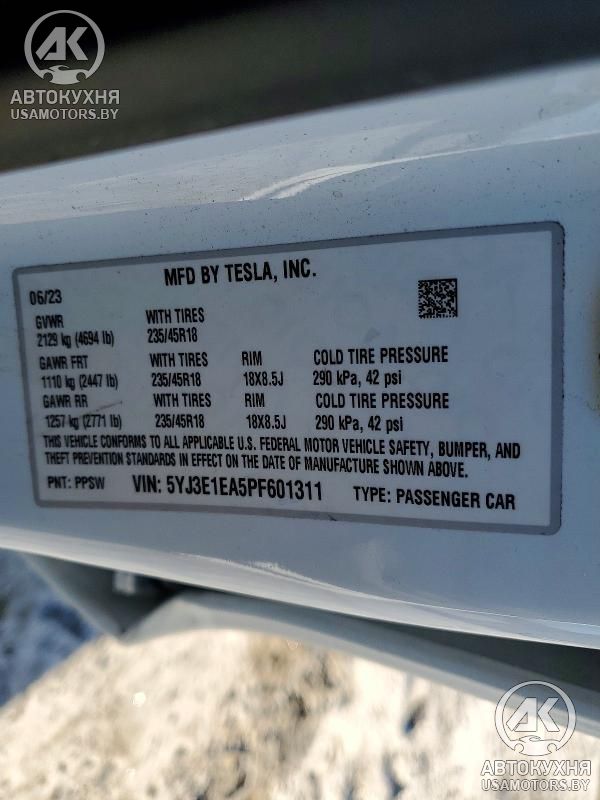 АК
АВТОКУХНЯ
USAMOTORS.BY
MFD BY TESLA, INC.
06/23
GVWR WITH TIRES
2129 kg (4694 lb) 235/45R18
GAWR FRT WITH TIRES RIM COLD TIRE PRESSURE
1110 kg (2447 lb) 235/45R18 18X8.5J 290 kPa, 42 psi
GAWR RR WITH TIRES RIM COLD TIRE PRESSURE
1257 kg (2771 lb) 235/45R18 18X8.5J 290 kPa, 42 psi
THIS VEHICLE CONFORMS TO ALL APPLICABLE U.S. FEDERAL MOTOR VEHICLE SAFETY, BUMPER, AND
THEFT PREVENTION STANDARDS IN EFFECT ON THE DATE OF MANUFACTURE SHOWN ABOVE.
PNT: PPSW VIN: 5YJ3E1EA5PF601311 TYPE: PASSENGER CAR
АК
АВТОКУХНЯ
USAMOTORS.BY